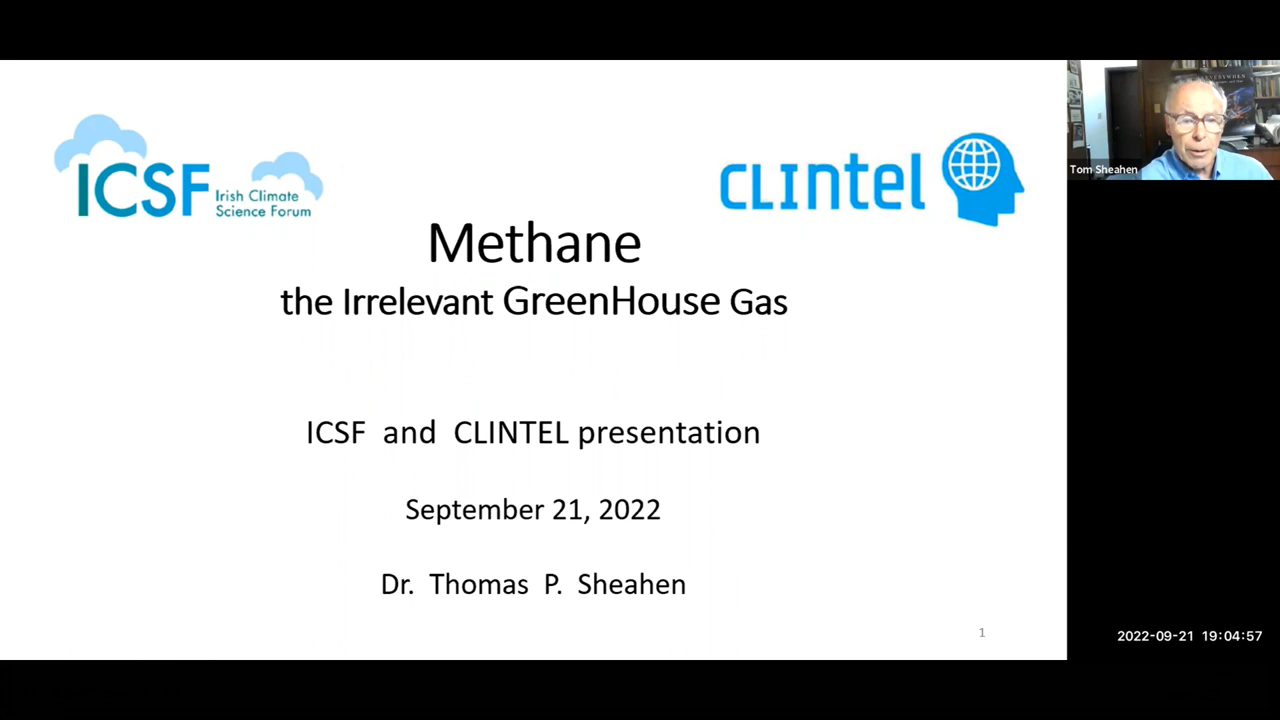 ICSF
Irish Climate
Science Forum
CLINTEL
Methane
the Irrelevant GreenHouse Gas
ICSF and CLINTEL presentation
September 21, 2022
Dr. Thomas P. Sheahen
1
Tom Sheahen
2022-09-21 19:04:57